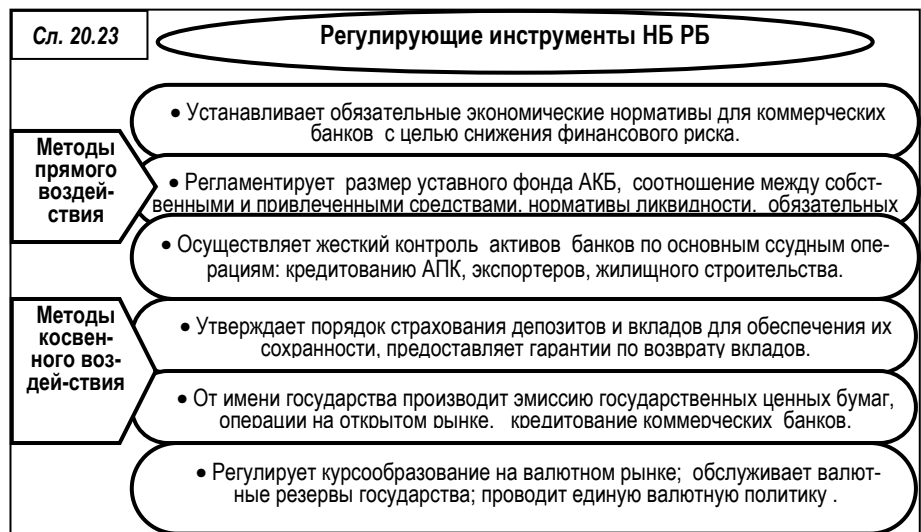 Сл. 20.23
Регулирующие инструменты НБ РБ
Методы
прямого
воздей-
ствия
• Устанавливает обязательные экономические нормативы для коммерческих
банков с целью снижения финансового риска.
• Регламентирует размер уставного фонда АКБ, соотношение между собст-
венными и привлеченными средствами, нормативы ликвидности, обязательных
• Осуществляет жесткий контроль активов банков по основным ссудным опе-
рациям: кредитованию АПК, экспортеров, жилищного строительства.
Методы
косвен-
ного воз-
дей-ствия
• Утверждает порядок страхования депозитов и вкладов для обеспечения их
сохранности, предоставляет гарантии по возврату вкладов.
• От имени государства производит эмиссию государственных ценных бумаг,
операции на открытом рынке, кредитование коммерческих банков.
• Регулирует курсообразование на валютном рынке; обслуживает валют-
ные резервы государства; проводит единую валютную политику .